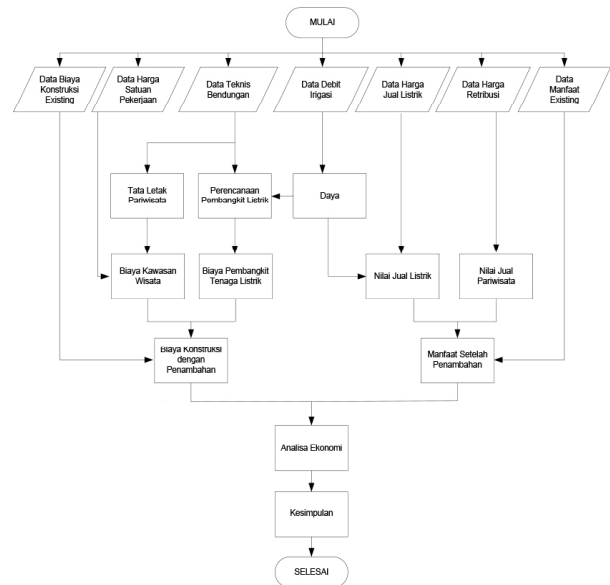 MULAI
Data Biaya
Konstruksi
Existing
Data Harga
Satuan
Pekerjaan
Data Teknis
Bendungan
Data Debit
Irigasi
Data Harga
Jual Listrik
Data Harga
Retribusi
Data
Manfaat
Existing
Tata Letak
Pariwisata
Perencanaan
Pembangkit Listrik
Daya
Biaya Kawasan
Wisata
Biaya Pembangkit
Tenaga Listrik
Nilai Jual Listrik
Nilai Jual
Pariwisata
Biaya Konstruksi
dengan
Penambahan
Manfaat Setelah
Penambahan
Analisa Ekonomi
Kesimpulan
SELESAI